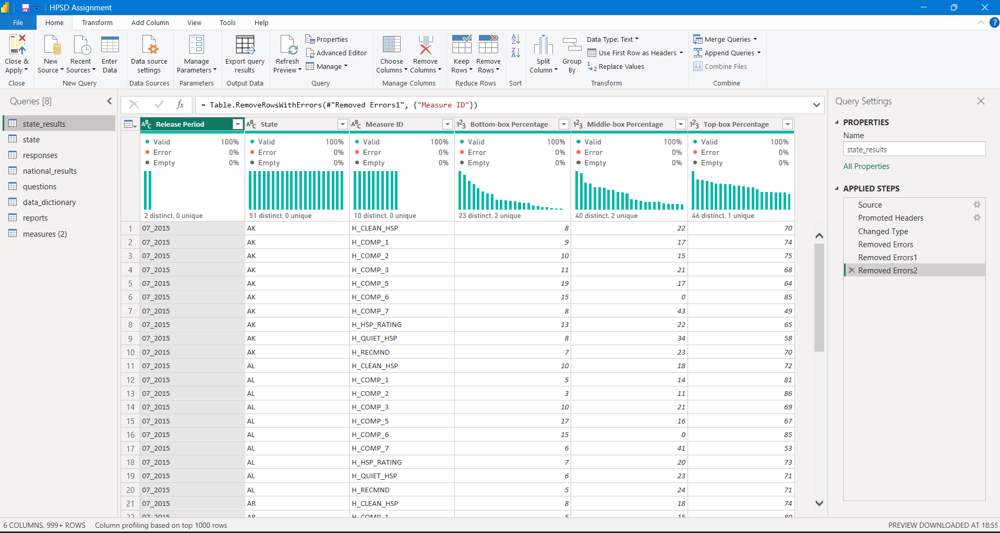 HPSD Assignment
File Home Transform Add Column View Tools Help
Close & Apply
Close
New Source
Recent Sources
Enter Data
New Query
Data source settings
Data Sources
Manage Parameters
Parameters
Export query results
Output Data
Refresh Preview
Properties
Advanced Editor
Manage
Query
Choose Columns
Remove Columns
Manage Columns
Keep Rows
Remove Rows
Reduce Rows
Sort
Split Column
Group By
Data Type: Text
Use First Row as Headers
Replace Values
Transform
Merge Queries
Append Queries
Combine Files
Combine
Queries [8]
state_results
state
responses
national_results
questions
data_dictionary
reports
measures (2)
fx = Table.RemoveRowsWithErrors(#"Removed Errors1", {"Measure ID"})
Release Period State Measure ID Bottom-box Percentage Middle-box Percentage Top-box Percentage
Valid 100% Valid 100% Valid 100% Valid 100% Valid 100% Valid 100%
Error 0% Error 0% Error 0% Error 0% Error 0% Error 0%
Empty 0% Empty 0% Empty 0% Empty 0% Empty 0% Empty 0%
2 distinct, 0 unique 51 distinct, 0 unique 10 distinct, 0 unique 23 distinct, 2 unique 40 distinct, 2 unique 46 distinct, 1 unique
1 07_2015 AK H_CLEAN_HSP 8 22 70
2 07_2015 AK H_COMP_1 9 17 74
3 07_2015 AK H_COMP_2 10 15 75
4 07_2015 AK H_COMP_3 11 21 68
5 07_2015 AK H_COMP_5 19 17 64
6 07_2015 AK H_COMP_6 15 0 85
7 07_2015 AK H_COMP_7 8 43 49
8 07_2015 AK H_HSP_RATING 13 22 65
9 07_2015 AK H_QUIET_HSP 8 34 58
10 07_2015 AK H_RECMND 7 23 70
11 07_2015 AL H_CLEAN_HSP 10 18 72
12 07_2015 AL H_COMP_1 5 14 81
13 07_2015 AL H_COMP_2 3 11 86
14 07_2015 AL H_COMP_3 10 21 69
15 07_2015 AL H_COMP_5 17 16 67
16 07_2015 AL H_COMP_6 15 0 85
17 07_2015 AL H_COMP_7 6 41 53
18 07_2015 AL H_HSP_RATING 7 20 73
19 07_2015 AL H_QUIET_HSP 6 23 71
20 07_2015 AL H_RECMND 5 24 71
21 07_2015 AR H_CLEAN_HSP 8 18 74
22 07_2015 AR H_COMP_1 5 15 80
Query Settings
PROPERTIES
Name
state_results
All Properties
APPLIED STEPS
Source
Promoted Headers
Changed Type
Removed Errors
Removed Errors1
Removed Errors2
6 COLUMNS, 999+ ROWS Column profiling based on top 1000 rows
PREVIEW DOWNLOADED AT 18:55